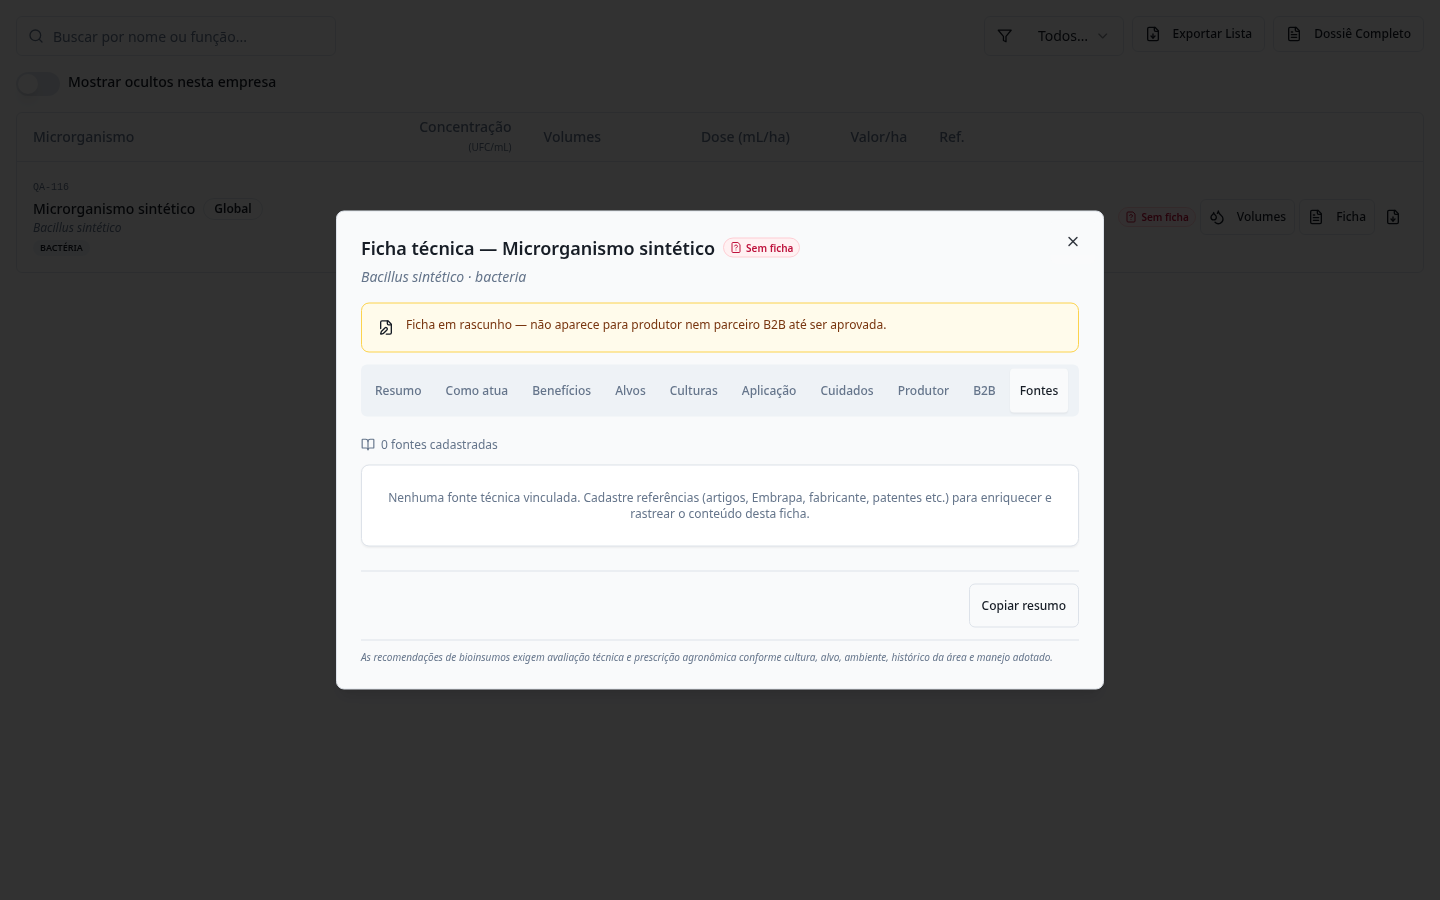 Buscar por nome ou função...
Todos...
Exportar Lista
Dossiê Completo
Mostrar ocultos nesta empresa
Microrganismo
Concentração
(UFC/mL)
Volumes
Dose (mL/ha)
Valor/ha
Ref.
QA-116
Microrganismo sintético
Global
Bacillus sintético
BACTÉRIA
Sem ficha
Volumes
Ficha
Ficha técnica — Microrganismo sintético
Sem ficha
Bacillus sintético · bacteria
Ficha em rascunho — não aparece para produtor nem parceiro B2B até ser aprovada.
Resumo
Como atua
Benefícios
Alvos
Culturas
Aplicação
Cuidados
Produtor
B2B
Fontes
0 fontes cadastradas
Nenhuma fonte técnica vinculada. Cadastre referências (artigos, Embrapa, fabricante, patentes etc.) para enriquecer e
rastrear o conteúdo desta ficha.
Copiar resumo
As recomendações de bioinsumos exigem avaliação técnica e prescrição agronômica conforme cultura, alvo, ambiente, histórico da área e manejo adotado.